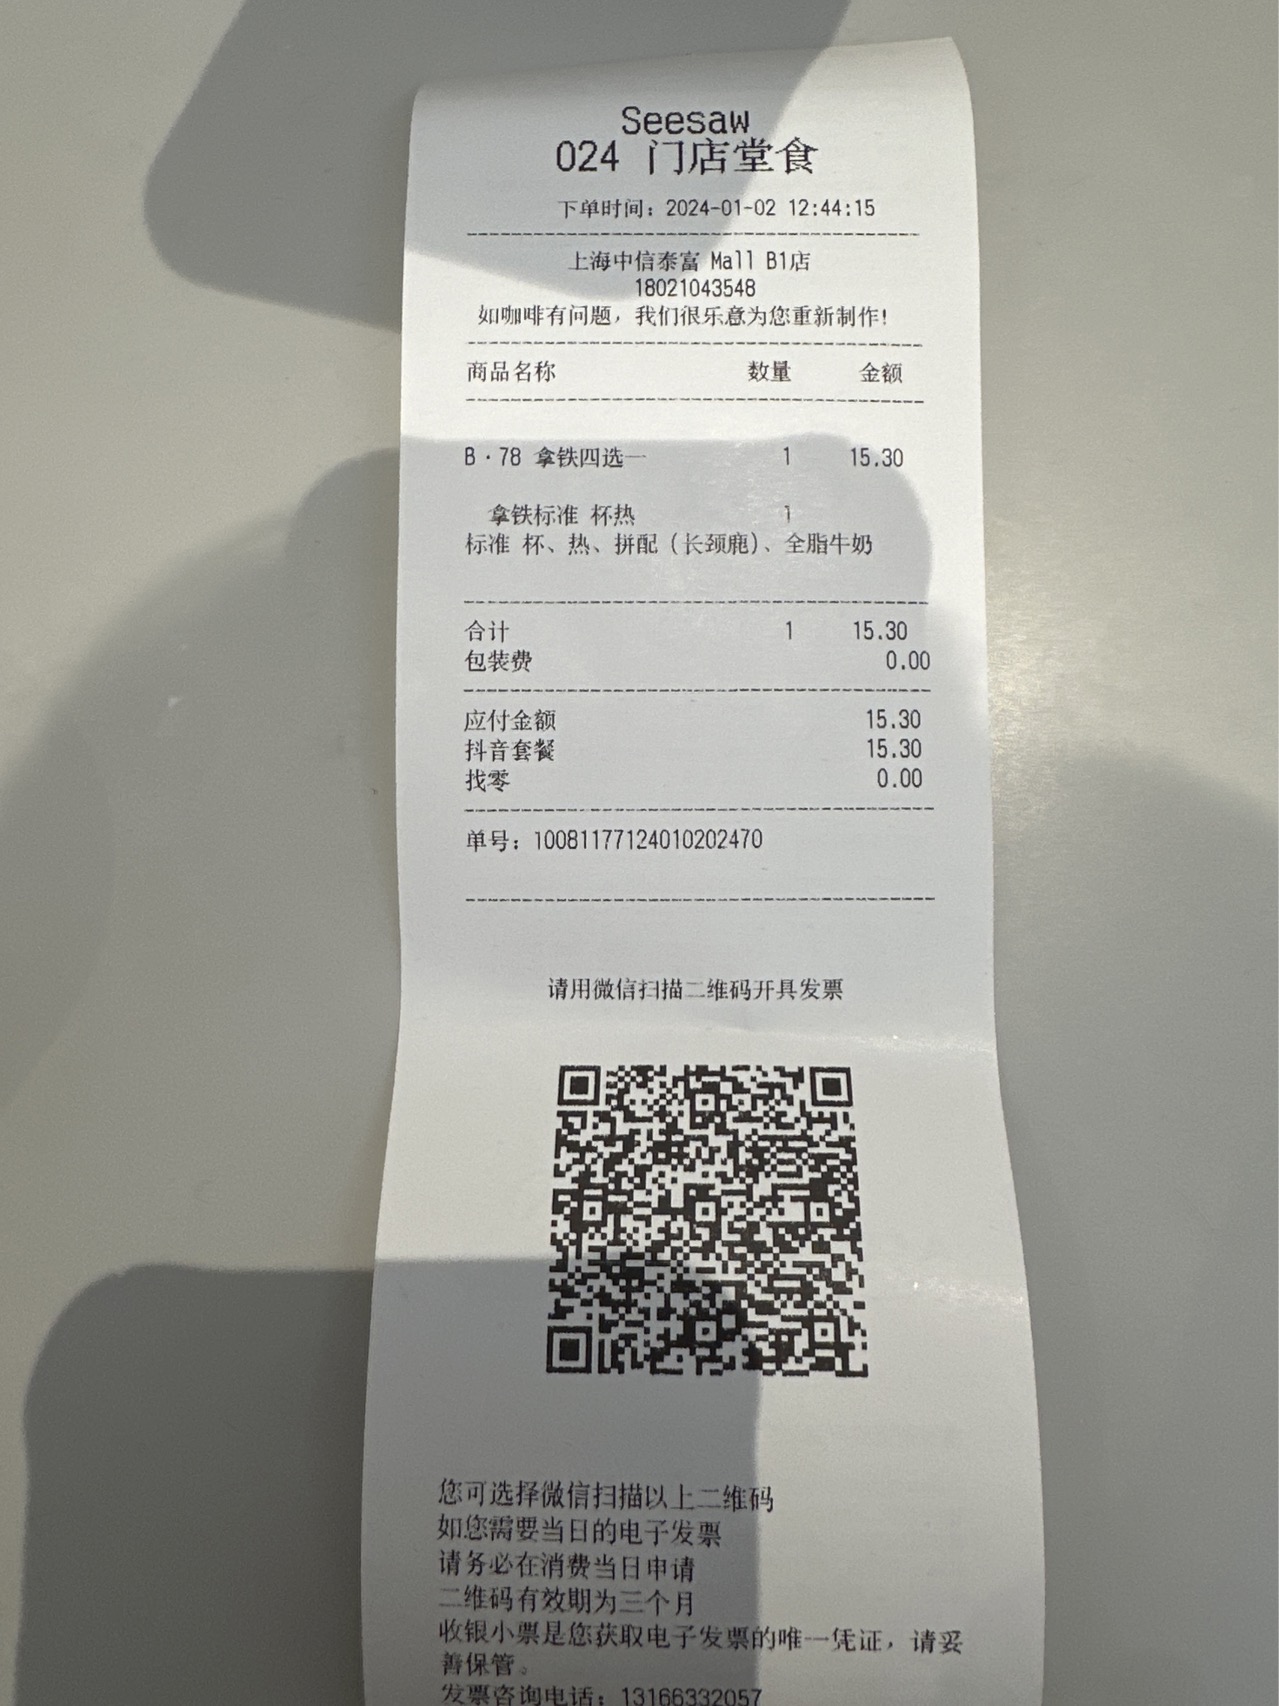 Seesaw
024 门店堂食
下单时间：2024-01-02 12:44:15
上海中信泰富 Mall B1店
18021043548
如咖啡有问题，我们很乐意为您重新制作!
商品名称 数量 金额
B·78 拿铁四选一 1 15.30
拿铁标准 杯热 1
标准 杯、热、拼配（长颈鹿）、全脂牛奶
合计 1 15.30
包装费 0.00
应付金额 15.30
抖音套餐 15.30
找零 0.00
单号：10081177124010202470
请用微信扫描二维码开具发票
您可选择微信扫描以上二维码
如您需要当日的电子发票
请务必在消费当日申请
二维码有效期为三个月
收银小票是您获取电子发票的唯一凭证，请妥
善保管。
发票咨询电话：13166332057